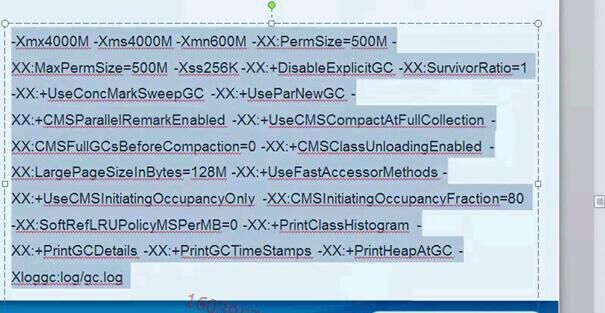 -Xmx4000M -Xms4000M -Xmn600M -XX:PermSize=500M -
XX:MaxPermSize=500M -Xss256K-XX:+DisableExplicitGC -XX:SurvivorRatio=1
-XX:+UseConcMarkSweepGC -XX:+UseParNewGC -
XX:+CMSParallelRemarkEnabled -XX:+UseCMSCompactAtFullCollection -
XX:CMSFullGCsBeforeCompaction=0 -XX:+CMSClassUnloadingEnabled -
XX:LargePageSizeInBytes=128M -XX:+UseFastAccessorMethods -
XX:+UseCMSInitiatingOccupancyOnly -XX:CMSInitiatingOccupancyFraction=80
-XX:SoftRefLRUPolicyMSPerMB=0 -XX:+PrintClassHistogram -
XX:+PrintGCDetails -XX:+PrintGCTimeStamps -XX:+PrintHeapAtGC -
Xloggc:log/gc.log